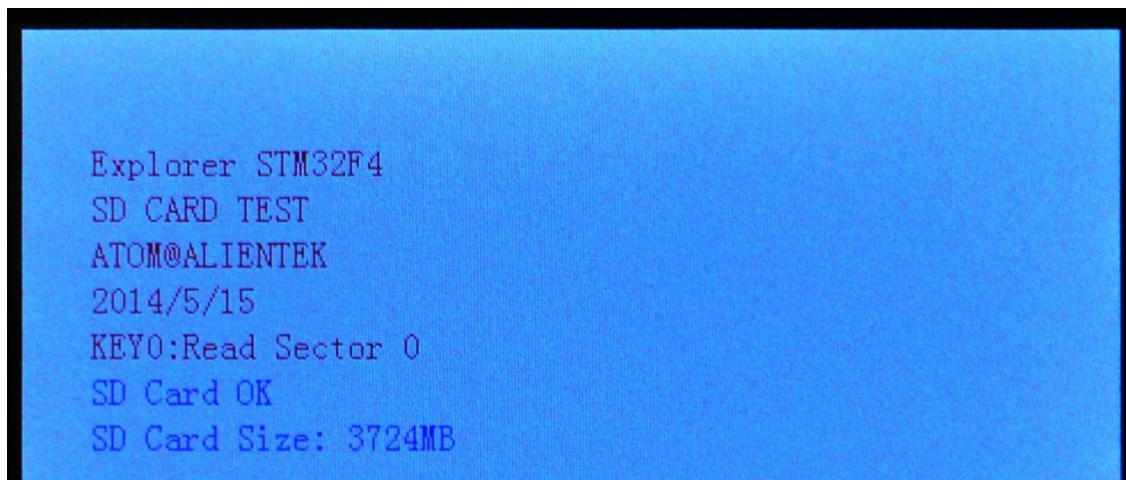 Explorer STM32F4
SD CARD TEST
ATOM@ALIENTEK
2014/5/15
KEY0:Read Sector 0
SD Card OK
SD Card Size: 3724MB